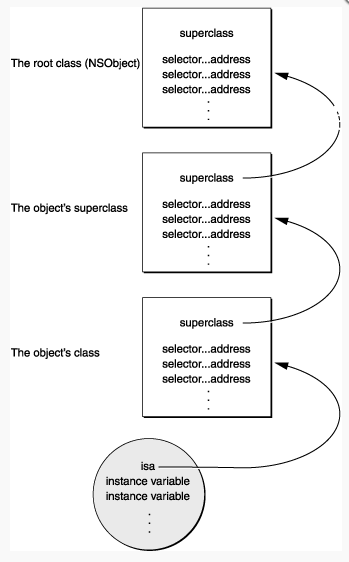 superclass
The root class (NSObject)
selector...address
selector...address
selector...address
.
.
.
superclass
The object's superclass
selector...address
selector...address
selector...address
.
.
.
superclass
The object's class
selector...address
selector...address
selector...address
.
.
.
isa
instance variable
instance variable
.
.
.